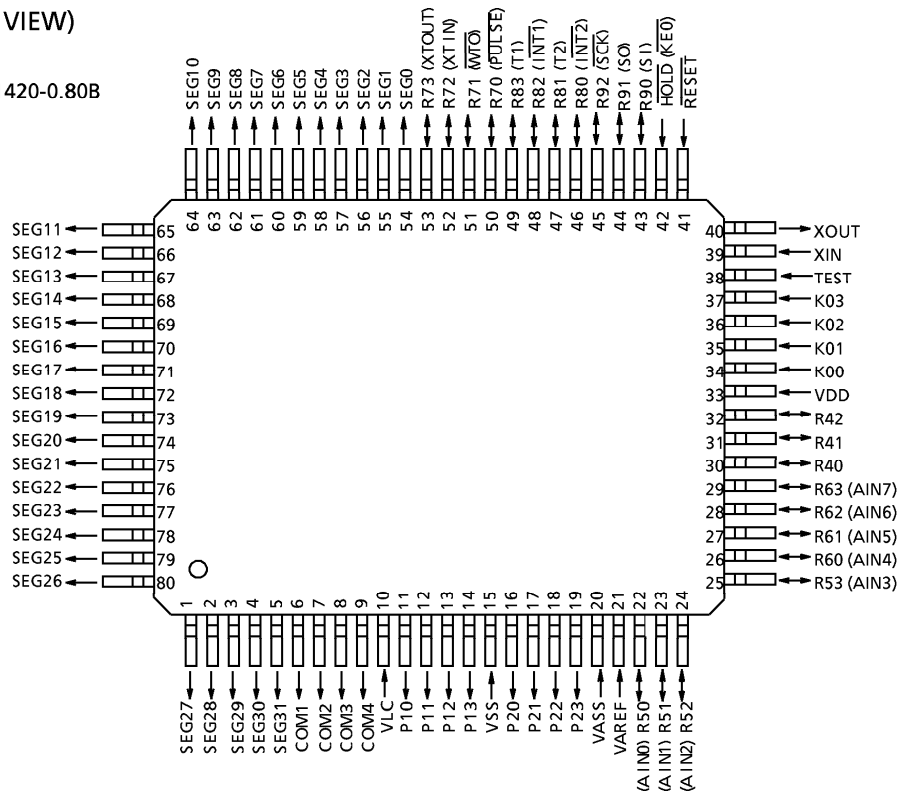 VIEW)
420-0.80B
SEG10
SEG9
SEG8
SEG7
SEG6
SEG5
SEG4
SEG3
SEG2
SEG1
SEG0
R73 (XTOUT)
R72 (XTIN)
R71 (WTO)
R70 (PULSE)
R83 (T1)
R82 (INT1)
R81 (T2)
R80 (INT2)
R92 (SCK)
R91 (SO)
R90 (SI)
HOLD (KE0)
RESET
64 63 62 61 60 59 58 57 56 55 54 53 52 51 50 49 48 47 46 45 44 43 42 41
SEG11 65
SEG12 66
SEG13 67
SEG14 68
SEG15 69
SEG16 70
SEG17 71
SEG18 72
SEG19 73
SEG20 74
SEG21 75
SEG22 76
SEG23 77
SEG24 78
SEG25 79
SEG26 80
40 XOUT
39 XIN
38 TEST
37 K03
36 K02
35 K01
34 K00
33 VDD
32 R42
31 R41
30 R40
29 R63 (AIN7)
28 R62 (AIN6)
27 R61 (AIN5)
26 R60 (AIN4)
25 R53 (AIN3)
1 2 3 4 5 6 7 8 9 10 11 12 13 14 15 16 17 18 19 20 21 22 23 24
SEG27
SEG28
SEG29
SEG30
SEG31
COM1
COM2
COM3
COM4
VLC
P10
P11
P12
P13
VSS
P20
P21
P22
P23
VASS
VAREF
(AIN0) R50
(AIN1) R51
(AIN2) R52